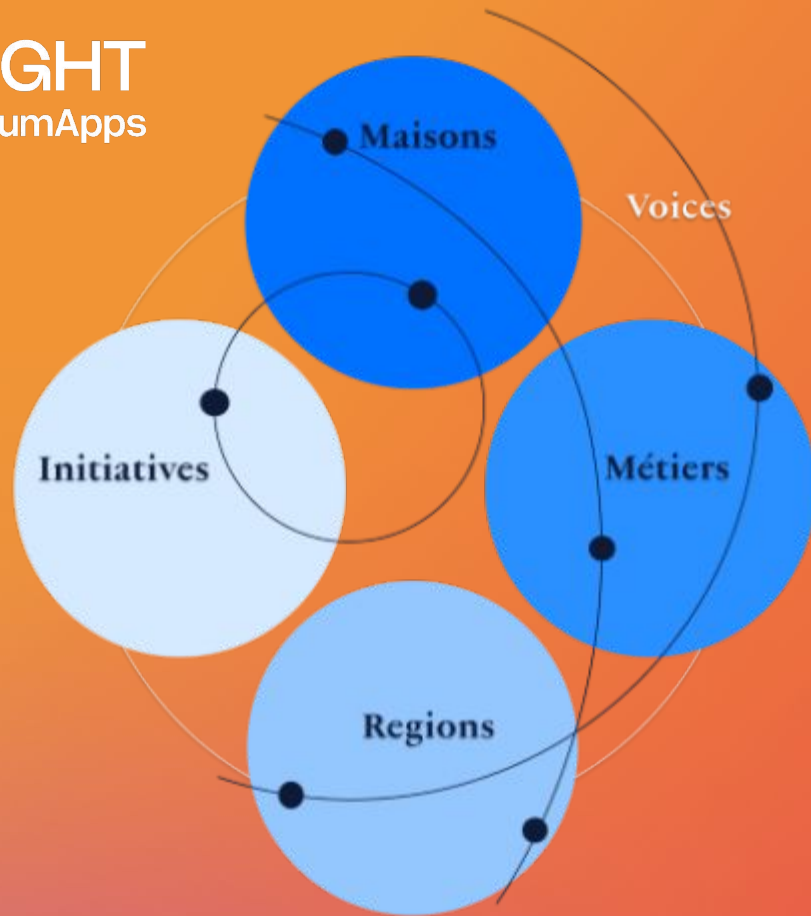 GHT
umApps
Maisons
Voices
Initiatives
Métiers
Regions